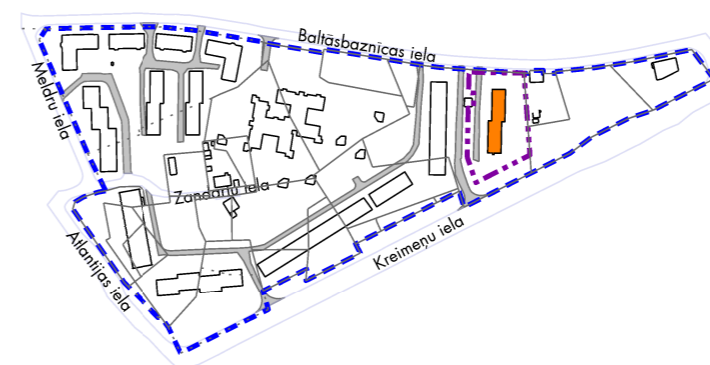 Baltāsbaznīcas iela
Meldru iela
Zandartu iela
Kreimeņu iela
Atlantijas iela